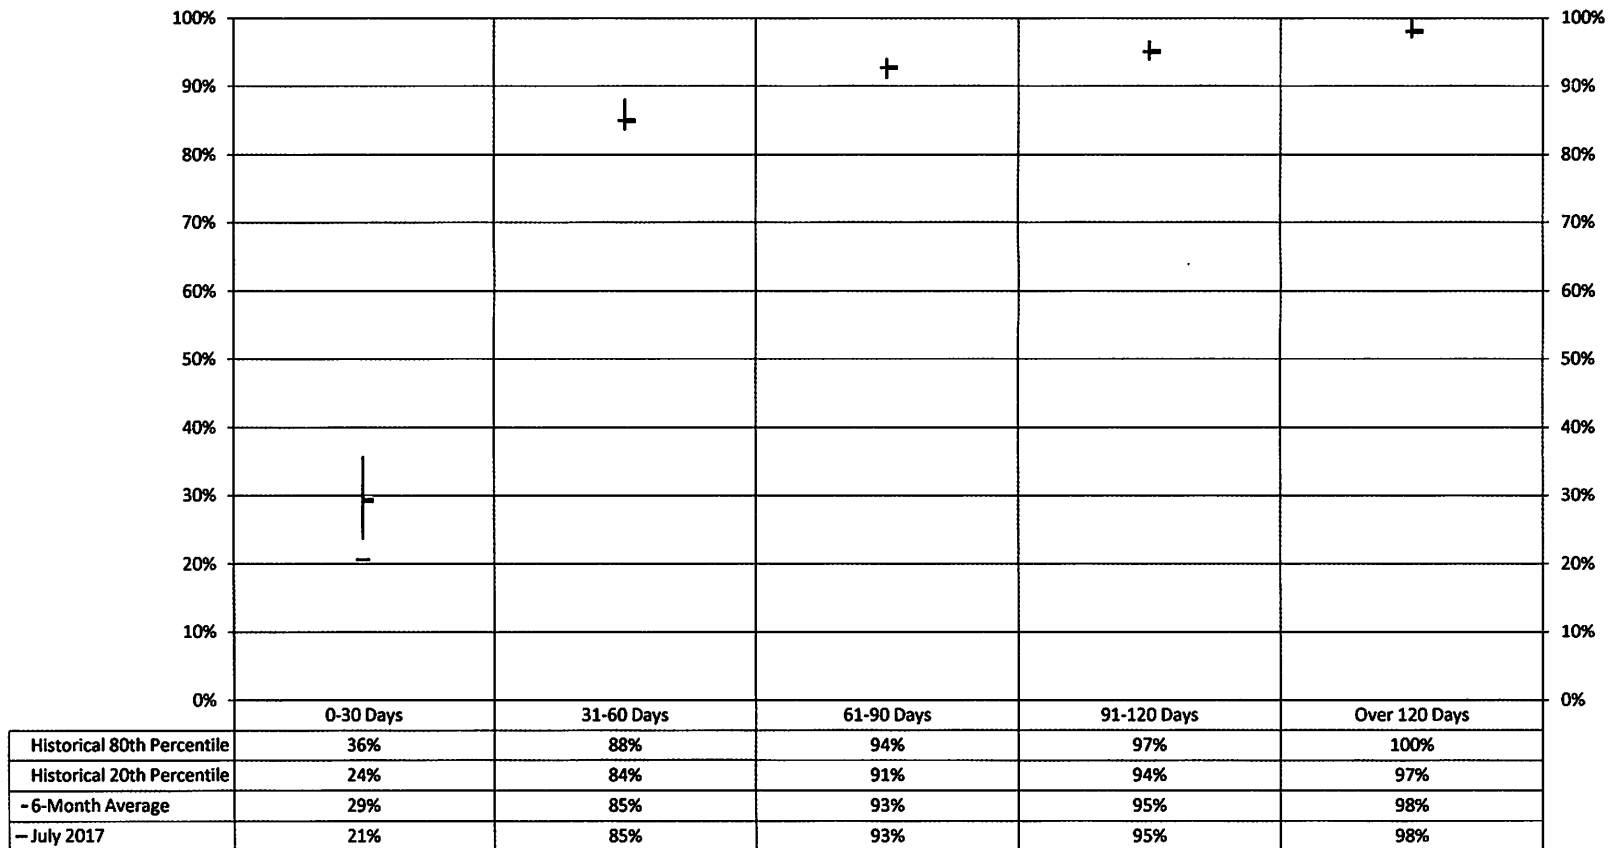 100% 100%
90% 90%
80% 80%
70% 70%
60% 60%
50% 50%
40% 40%
30% 30%
20% 20%
10% 10%
0% 0%
0-30 Days 31-60 Days 61-90 Days 91-120 Days Over 120 Days
Historical 80th Percentile 36% 88% 94% 97% 100%
Historical 20th Percentile 24% 84% 91% 94% 97%
- 6-Month Average 29% 85% 93% 95% 98%
– July 2017 21% 85% 93% 95% 98%